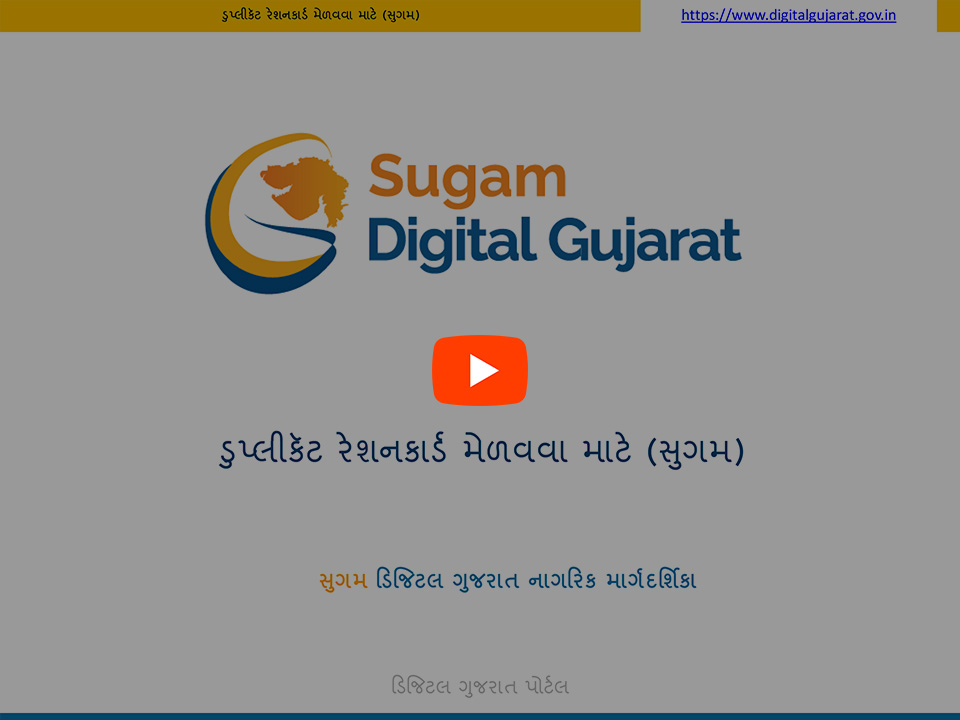 ડુપ્લીકૅટ રેશનકાર્ડ મેળવવા માટે (સુગમ)
https://www.digitalgujarat.gov.in
Sugam
Digital Gujarat
ડુપ્લીકૅટ રેશનકાર્ડ મેળવવા માટે (સુગમ)
સુગમ ડિજિટલ ગુજરાત નાગરિક માર્ગદર્શિકા
ડિજિટલ ગુજરાત પોર્ટલ